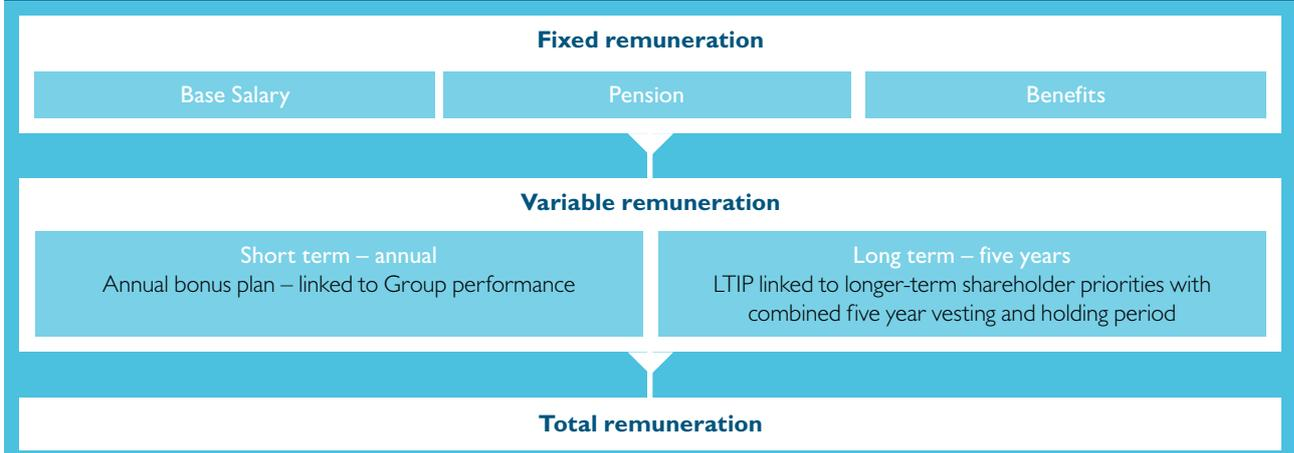 Fixed remuneration
Base Salary
Pension
Benefits
Variable remuneration
Short term – annual
Annual bonus plan – linked to Group performance
Long term – five years
LTIP linked to longer-term shareholder priorities with
combined five year vesting and holding period
Total remuneration